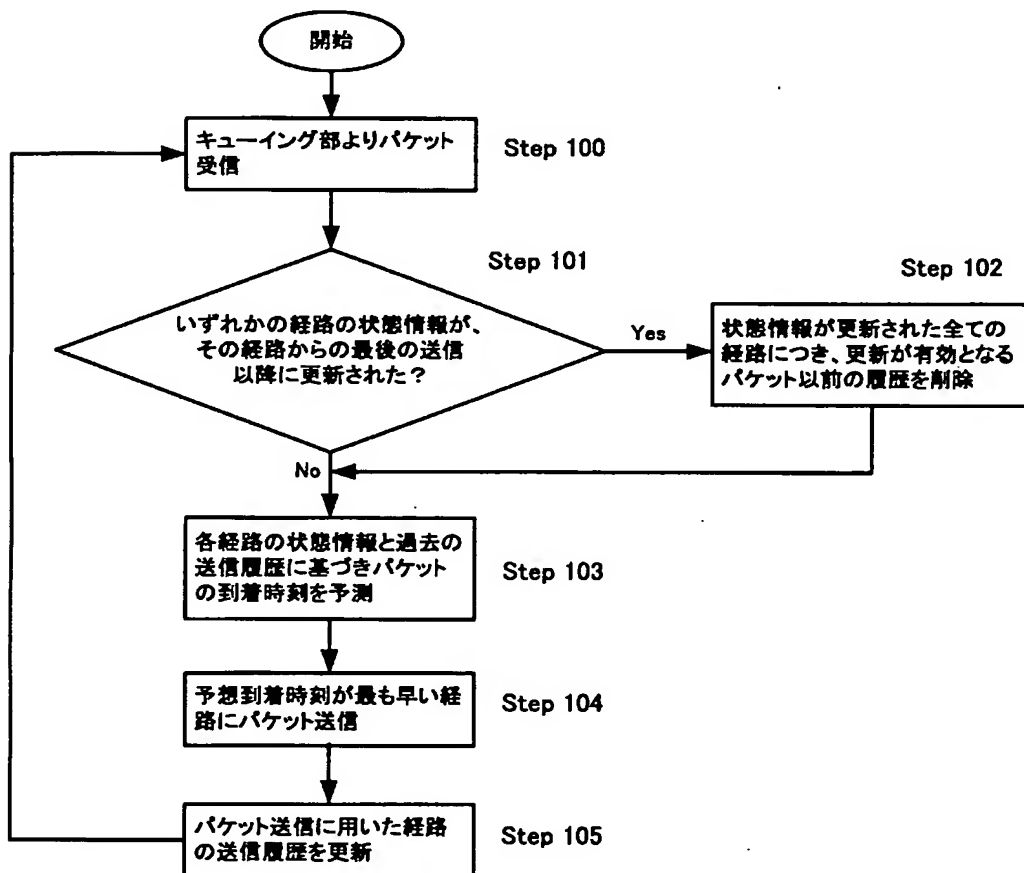 開始
キューイング部よりパケット
受信
Step 100
Step 101
いずれかの経路の状態情報が、
その経路からの最後の送信
以降に更新された？
Yes
Step 102
状態情報が更新された全ての
経路につき、更新が有効となる
パケット以前の履歴を削除
No
各経路の状態情報と過去の
送信履歴に基づきパケット
の到着時刻を予測
Step 103
予想到着時刻が最も早い経
路にパケット送信
Step 104
パケット送信に用いた経路
の送信履歴を更新
Step 105